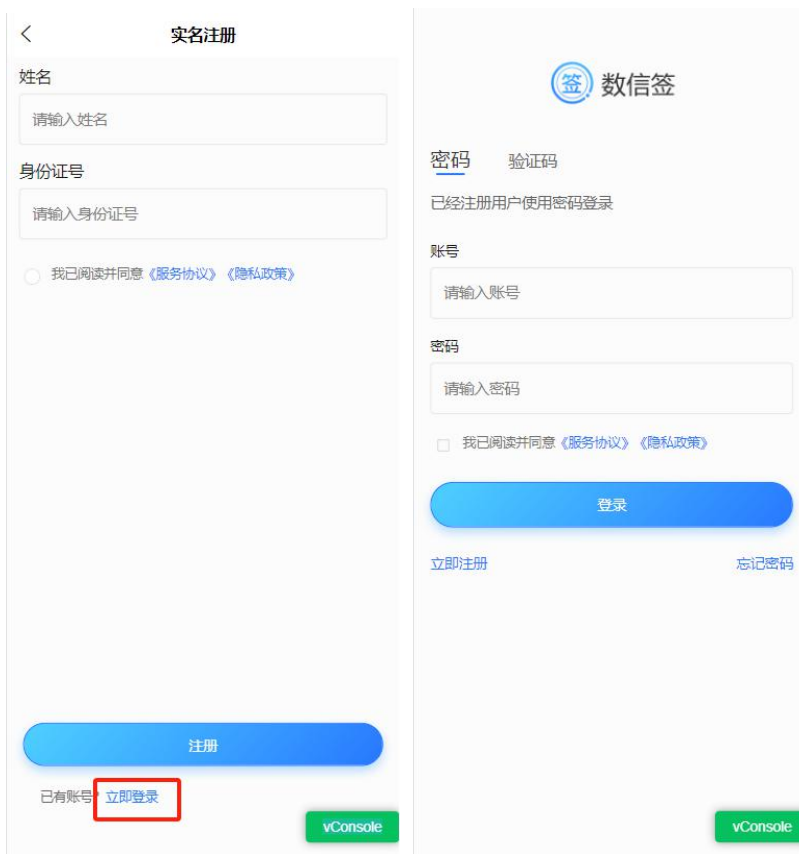 实名注册
姓名
请输入姓名
身份证号
请输入身份证号
我已阅读并同意《服务协议》《隐私政策》
注册
已有账号? 立即登录
vConsole
签 数信签
密码 验证码
已经注册用户使用密码登录
账号
请输入账号
密码
请输入密码
我已阅读并同意《服务协议》《隐私政策》
登录
立即注册 忘记密码
vConsole